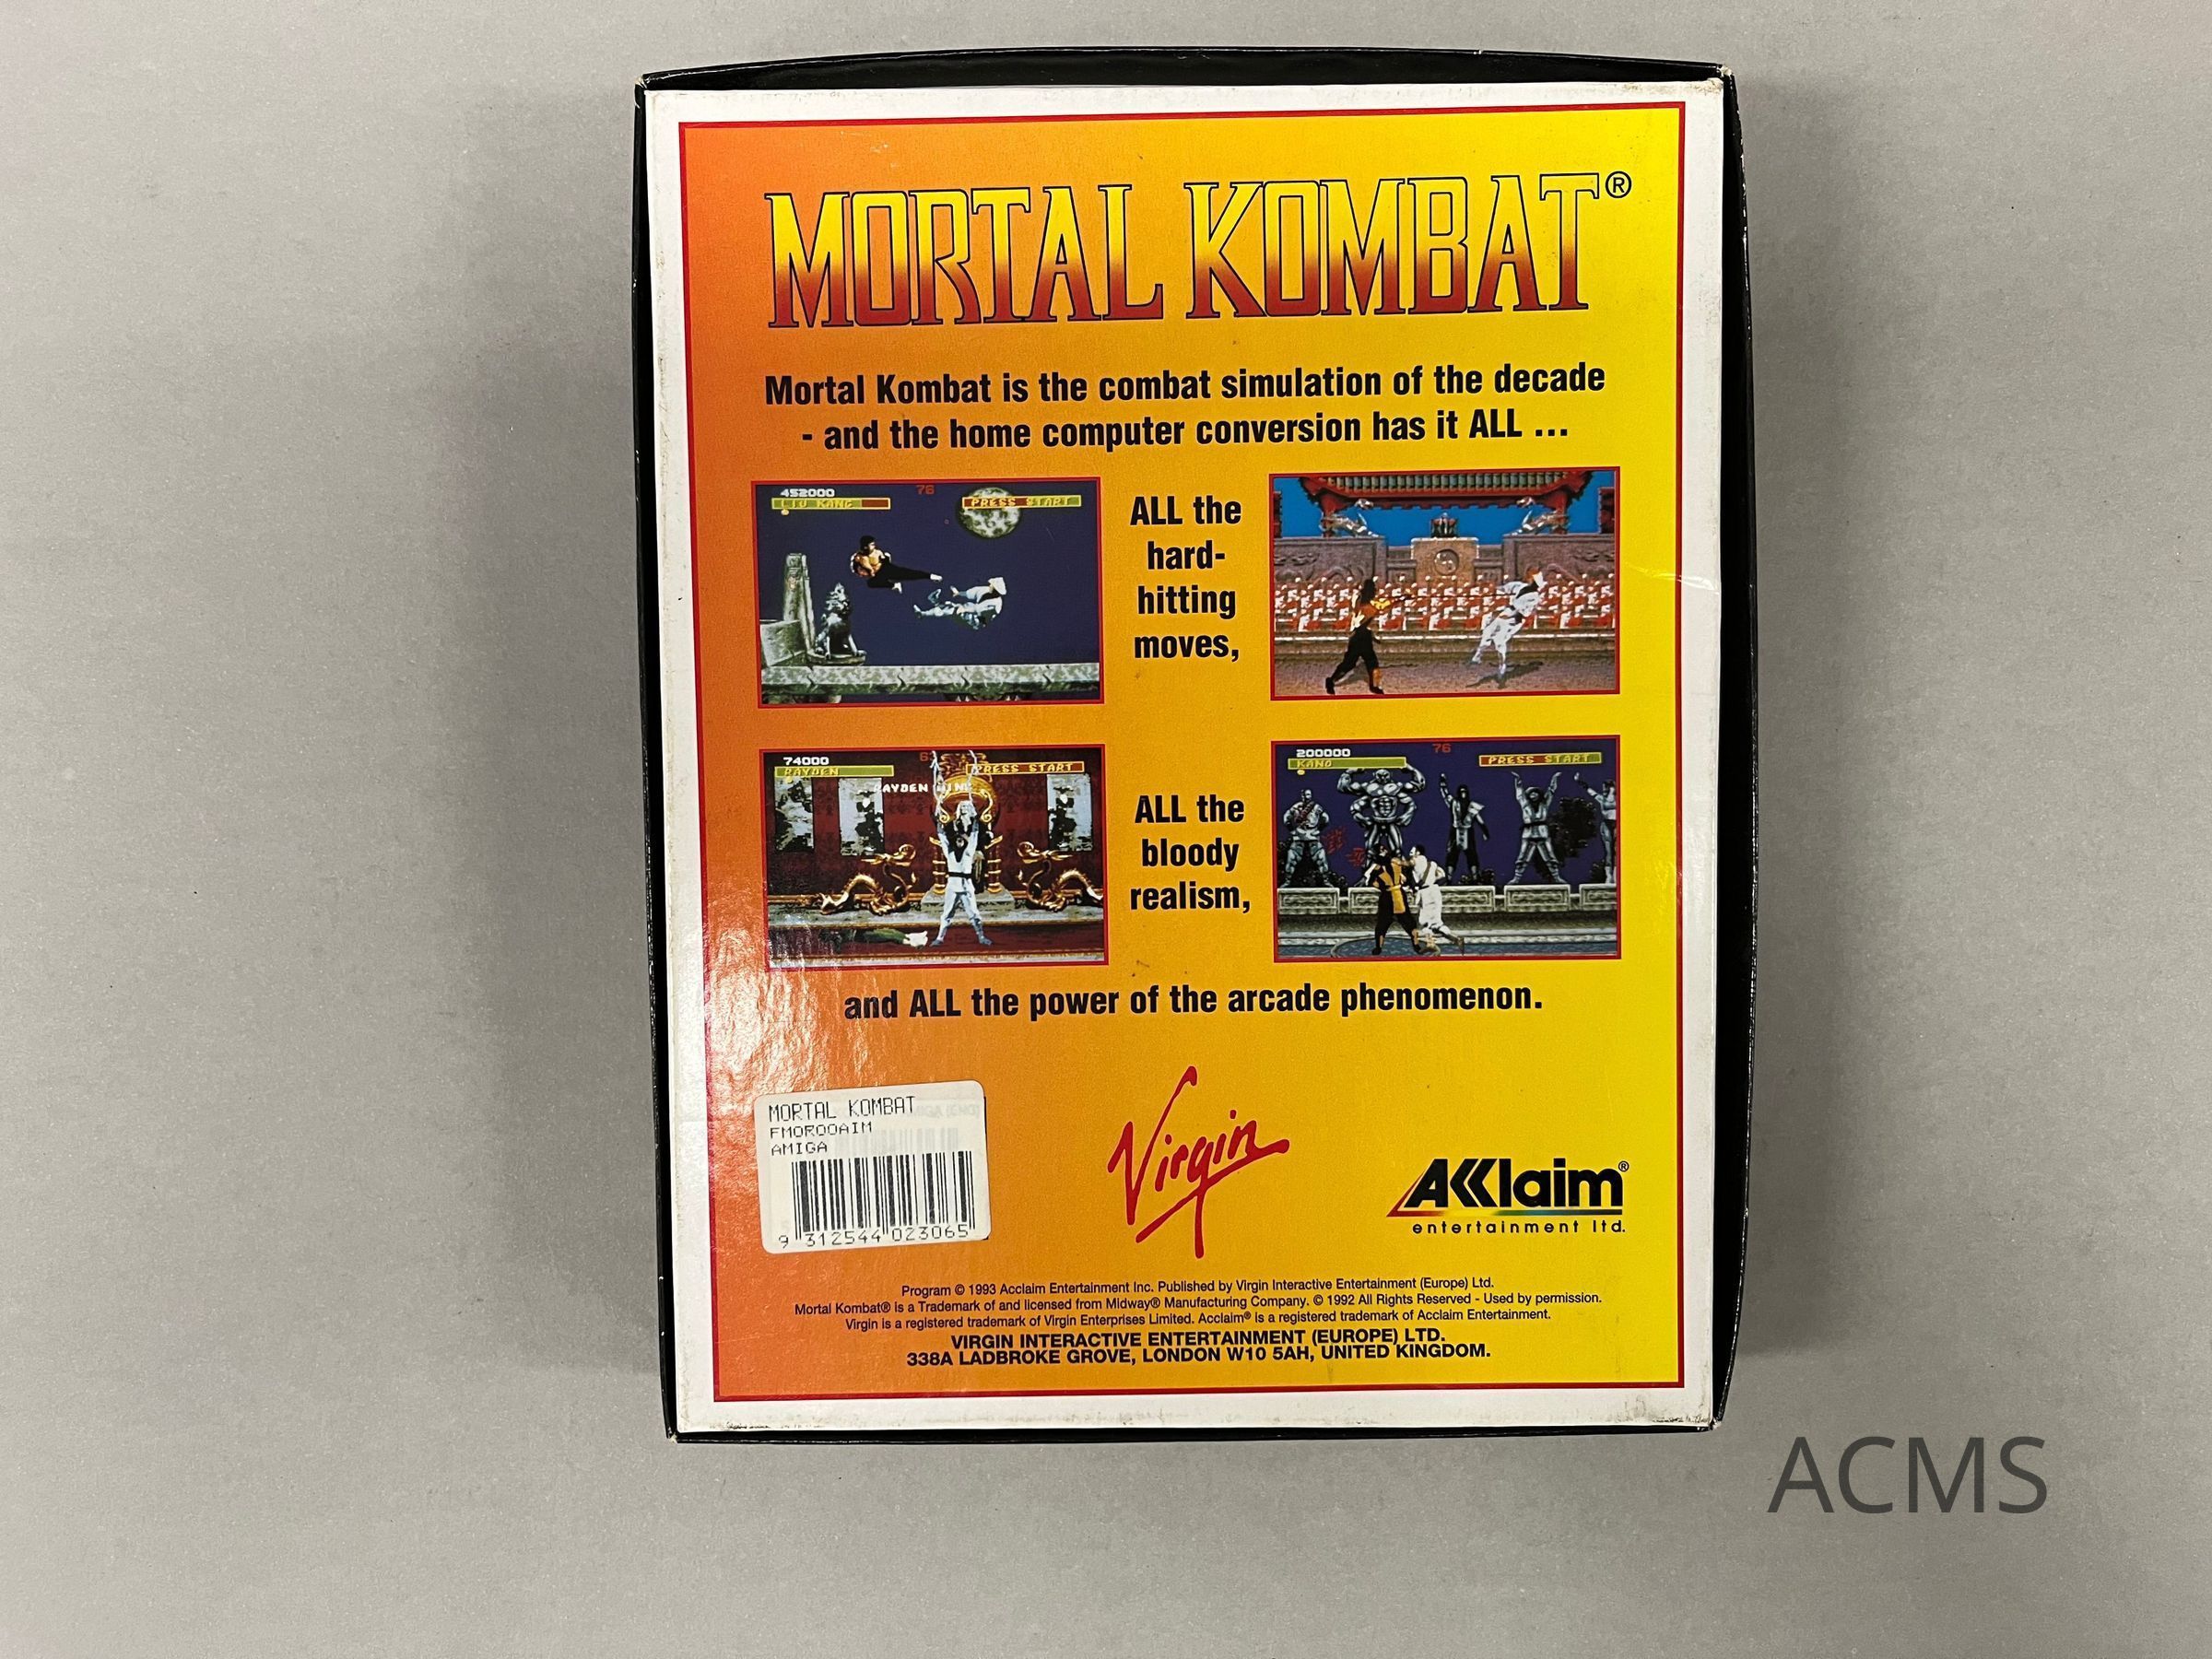 MORTAL KOMBAT®
Mortal Kombat is the combat simulation of the decade
- and the home computer conversion has it ALL ...
452000
76
LIU KANG
PRESS START
ALL the
hard-
hitting
moves,
74000
RAYDEN
PRESS START
ALL the
bloody
realism,
200000
76
KANO
PRESS START
and ALL the power of the arcade phenomenon.
MORTAL KOMBAT
FMOROOAIM
AMIGA
9 312544 023065
Virgin
AKKlaim®
entertainment ltd.
Program © 1993 Acclaim Entertainment Inc. Published by Virgin Interactive Entertainment (Europe) Ltd.
Mortal Kombat® is a Trademark of and licensed from Midway® Manufacturing Company. © 1992 All Rights Reserved - Used by permission.
Virgin is a registered trademark of Virgin Enterprises Limited. Acclaim® is a registered trademark of Acclaim Entertainment.
VIRGIN INTERACTIVE ENTERTAINMENT (EUROPE) LTD.
338A LADBROKE GROVE, LONDON W10 5AH, UNITED KINGDOM.
ACMS